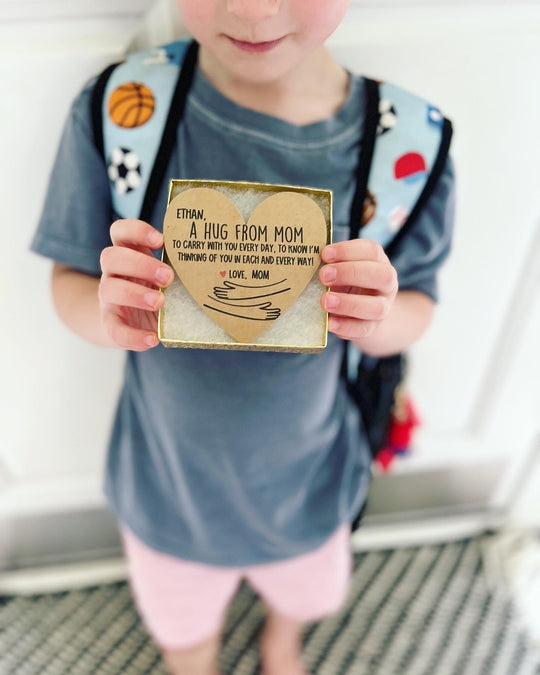 ETHAN,
A HUG FROM MOM
TO CARRY WITH YOU EVERY DAY, TO KNOW I'M
THINKING OF YOU IN EACH AND EVERY WAY!
♥ LOVE, MOM